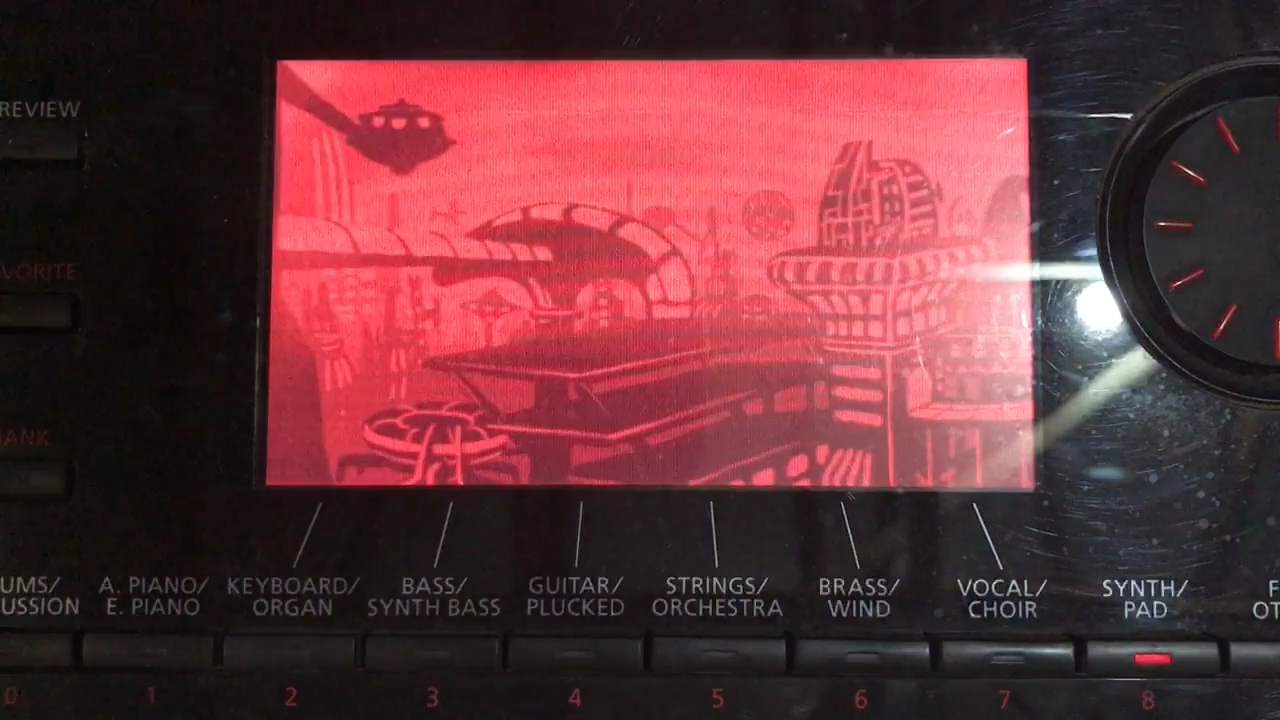 REVIEW
VORITE
ANK
UMS/
USSION
A. PIANO/
E. PIANO
KEYBOARD/
ORGAN
BASS/
SYNTH BASS
GUITAR/
PLUCKED
STRINGS/
ORCHESTRA
BRASS/
WIND
VOCAL/
CHOIR
SYNTH/
PAD
F
OT
0 1 2 3 4 5 6 7 8